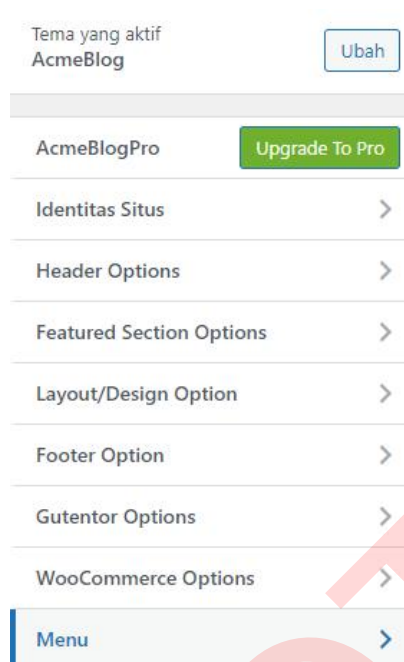 Tema yang aktif
AcmeBlog
Ubah
AcmeBlogPro
Upgrade To Pro
Identitas Situs
Header Options
Featured Section Options
Layout/Design Option
Footer Option
Gutentor Options
WooCommerce Options
Menu